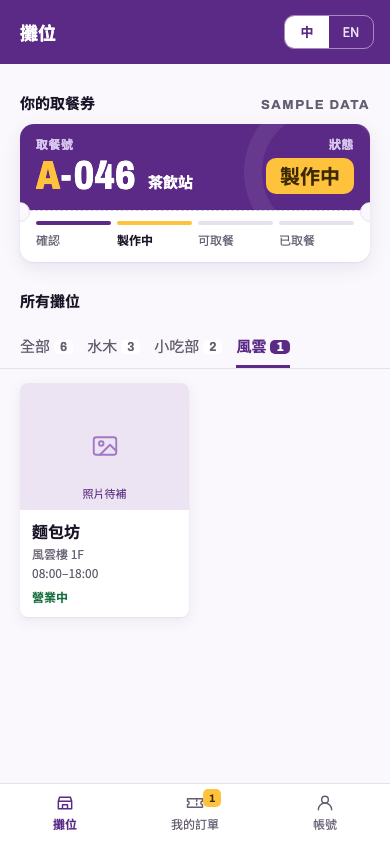 攤位
中 EN
你的取餐券 SAMPLE DATA
取餐號 狀態
A-046 茶飲站 製作中
確認 製作中 可取餐 已取餐
所有攤位
全部 6 水木 3 小吃部 2 風雲 1
照片待補
麵包坊
風雲樓 1F
08:00–18:00
營業中
1
攤位 我的訂單 帳號